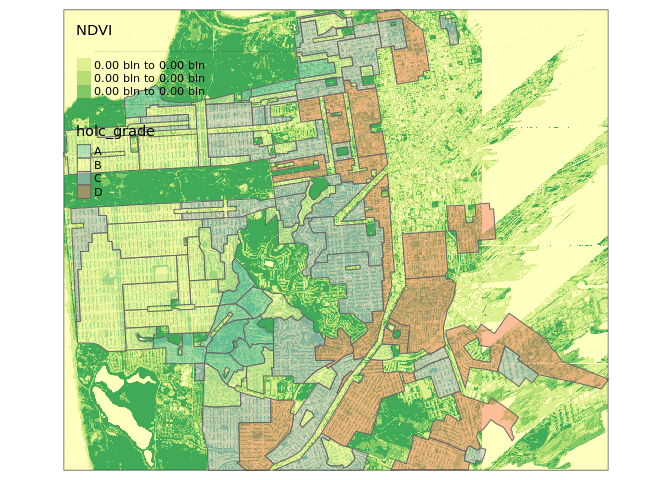 NDVI
0.00 bln to 0.00 bln
0.00 bln to 0.00 bln
0.00 bln to 0.00 bln
holc_grade
A
B
C
D